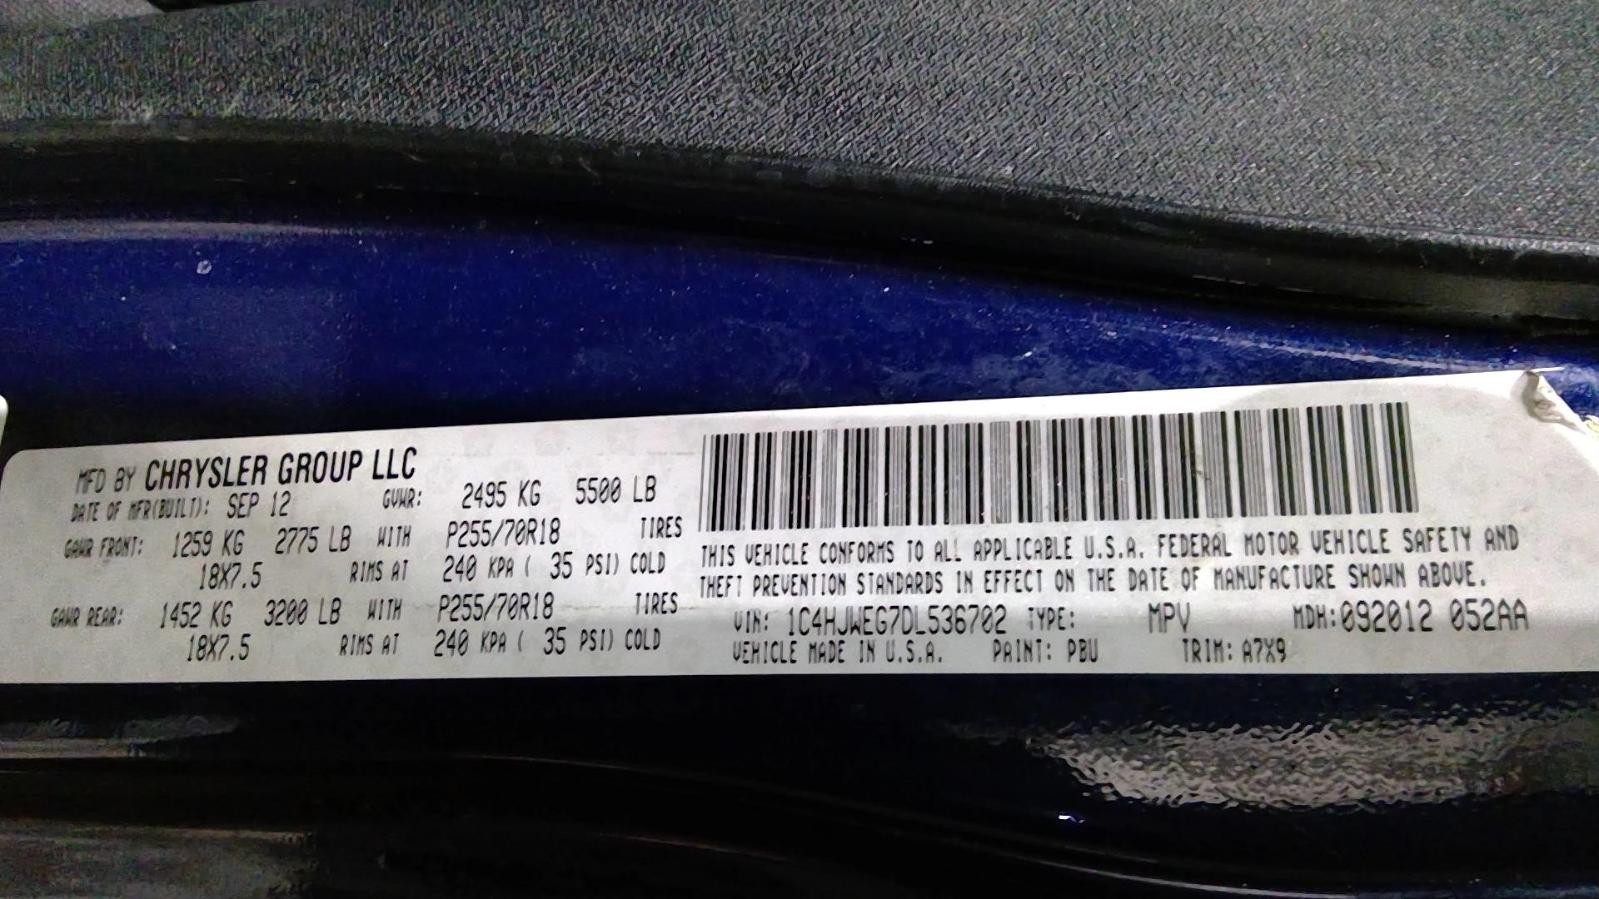 MFD BY CHRYSLER GROUP LLC
DATE OF MFR(BUILT): SEP 12 GVWR: 2495 KG 5500 LB
GAWR FRONT: 1259 KG 2775 LB WITH P255/70R18 TIRES
18X7.5 RIMS AT 240 KPA ( 35 PSI) COLD
GAWR REAR: 1452 KG 3200 LB WITH P255/70R18 TIRES
18X7.5 RIMS AT 240 KPA ( 35 PSI) COLD
THIS VEHICLE CONFORMS TO ALL APPLICABLE U.S.A. FEDERAL MOTOR VEHICLE SAFETY AND
THEFT PREVENTION STANDARDS IN EFFECT ON THE DATE OF MANUFACTURE SHOWN ABOVE.
VIN: 1C4HJWEG7DL536702 TYPE: MPV MDH:092012 052AA
VEHICLE MADE IN U.S.A. PAINT: PBU TRIM: A7X9